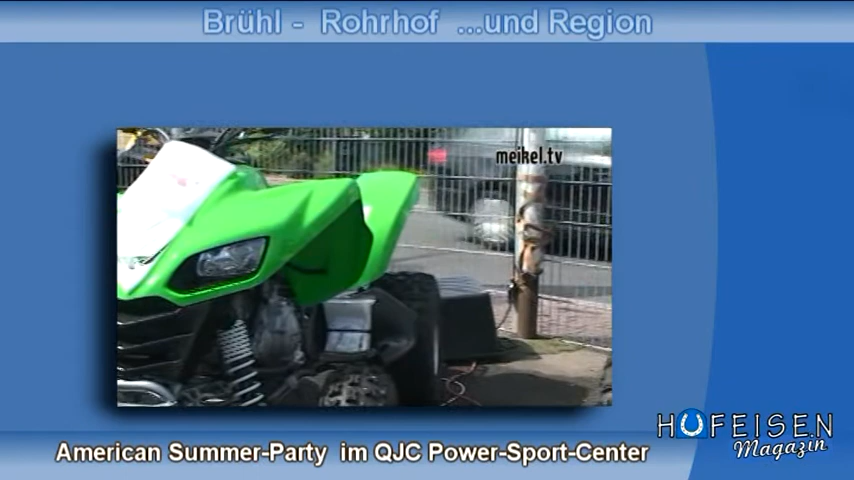 Brühl - Rohrhof ...und Region
meikel.tv
HUFEISEN
Magazin
American Summer-Party im QJC Power-Sport-Center